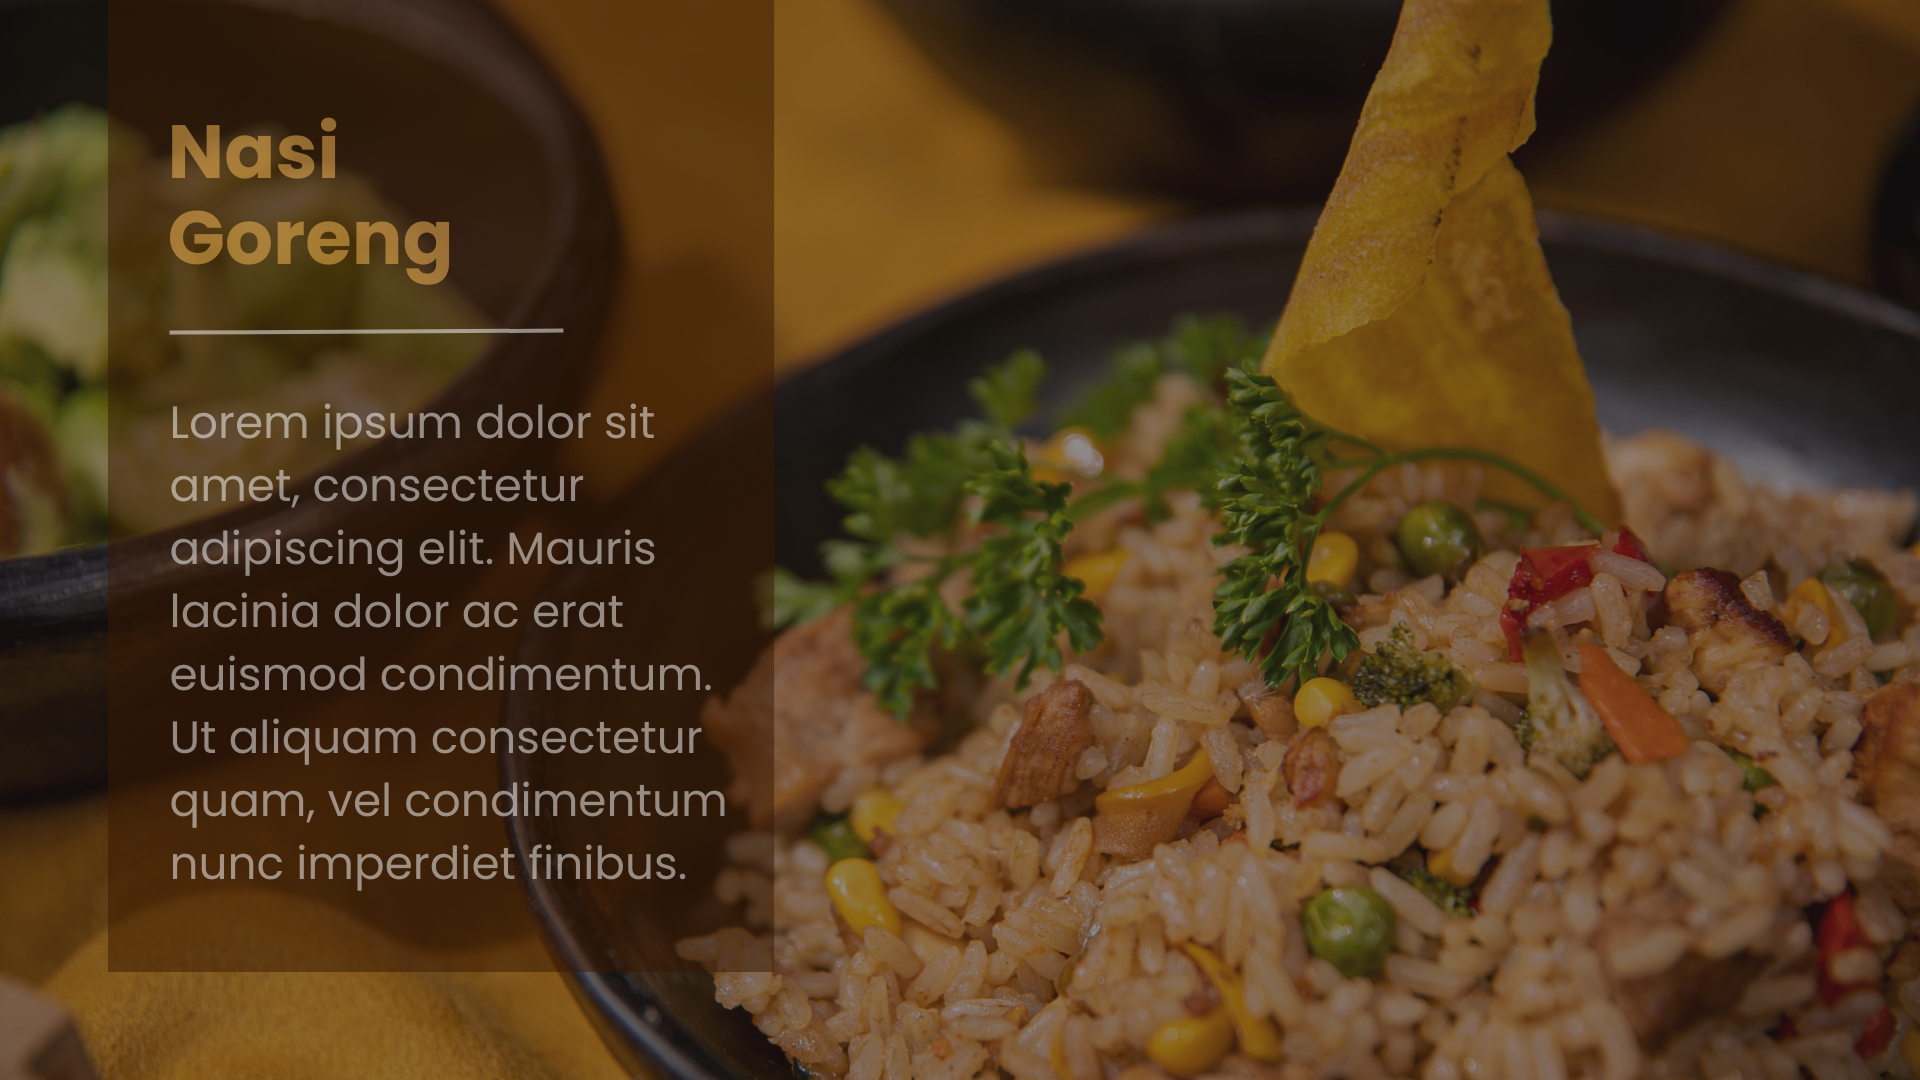 Nasi
Goreng
Lorem ipsum dolor sit
amet, consectetur
adipiscing elit. Mauris
lacinia dolor ac erat
euismod condimentum.
Ut aliquam consectetur
quam, vel condimentum
nunc imperdiet finibus.